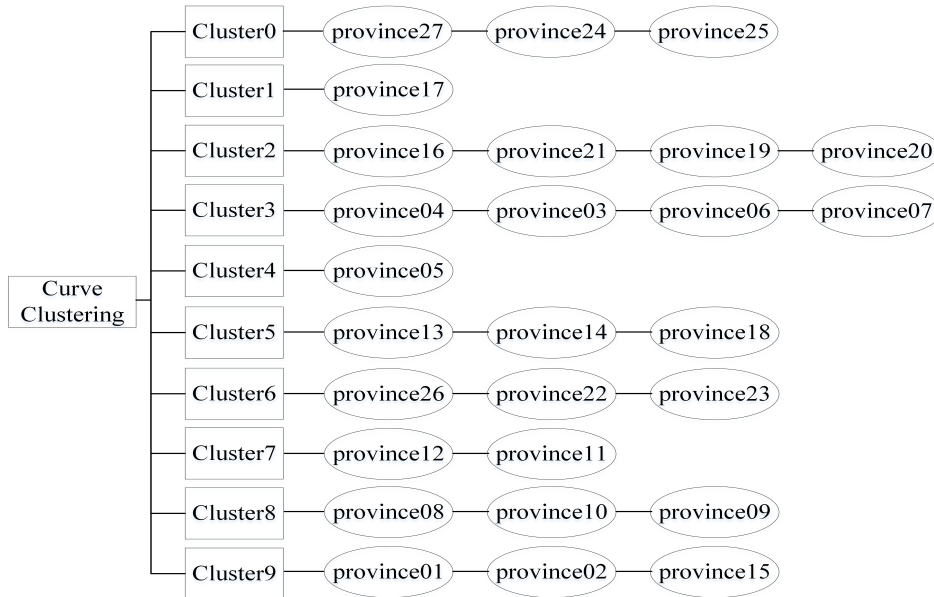 Cluster0 province27 province24 province25
Cluster1 province17
Cluster2 province16 province21 province19 province20
Cluster3 province04 province03 province06 province07
Cluster4 province05
Curve
Clustering
Cluster5 province13 province14 province18
Cluster6 province26 province22 province23
Cluster7 province12 province11
Cluster8 province08 province10 province09
Cluster9 province01 province02 province15